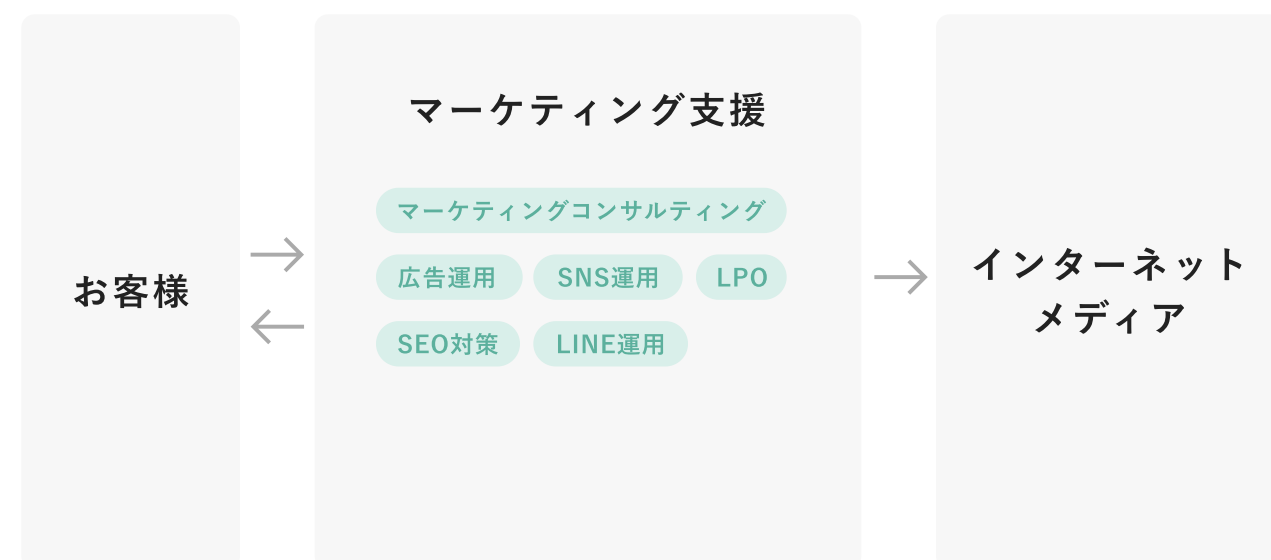 お客様
マーケティング支援
マーケティングコンサルティング
広告運用
SNS運用
LPO
SEO対策
LINE運用
インターネット
メディア